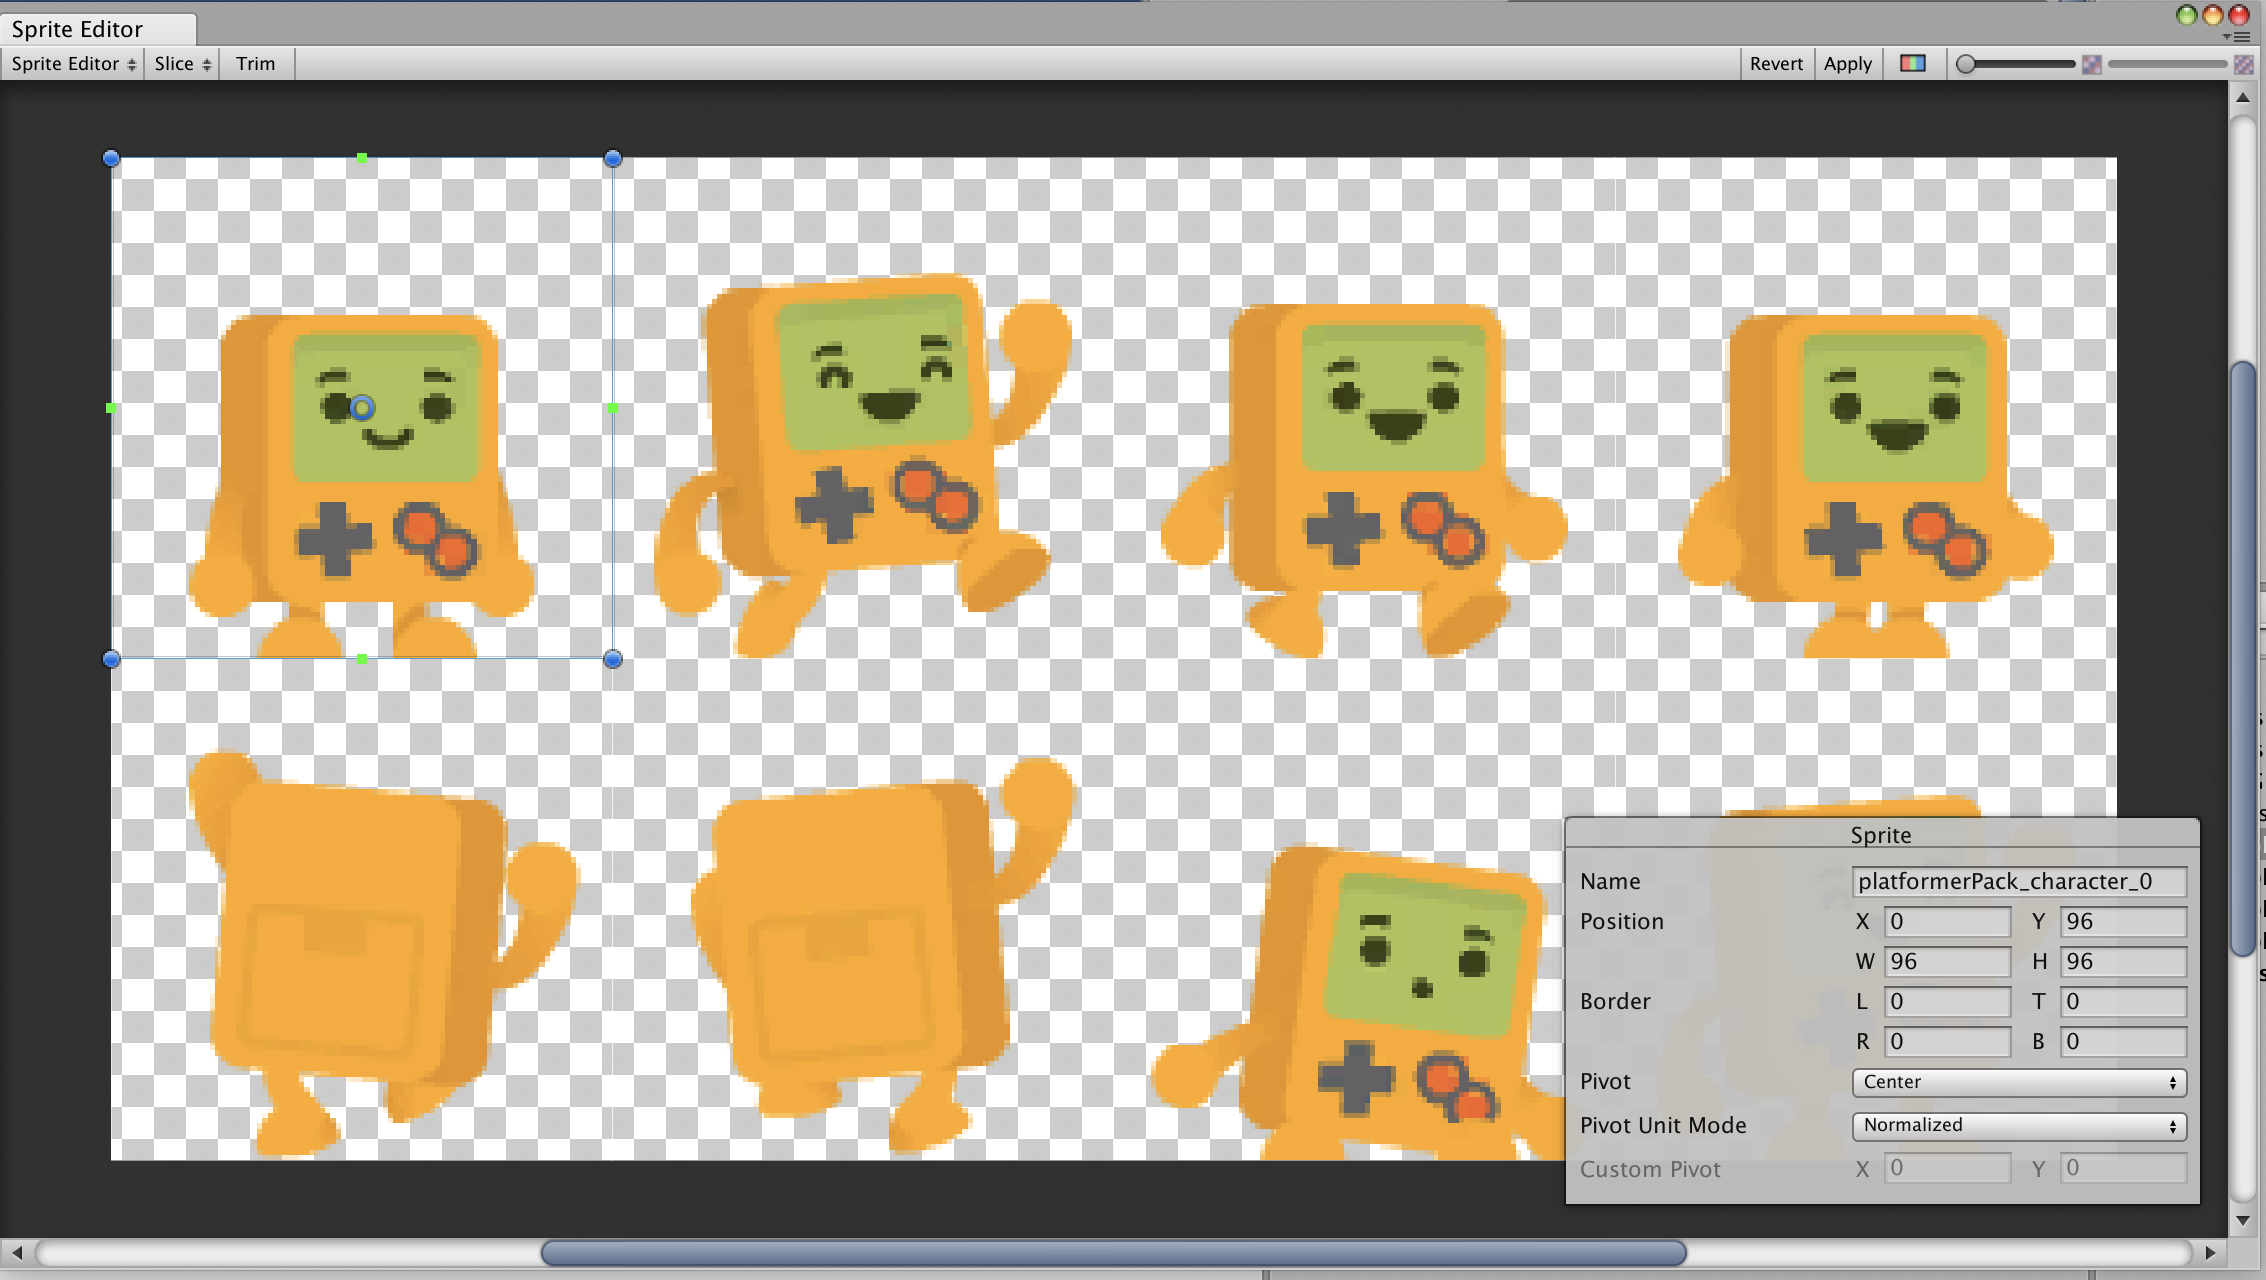 Sprite Editor
Sprite Editor Slice Trim Revert Apply
Sprite
Name platformerPack_character_0
Position X 0 Y 96
W 96 H 96
Border L 0 T 0
R 0 B 0
Pivot Center
Pivot Unit Mode Normalized
Custom Pivot X 0 Y 0